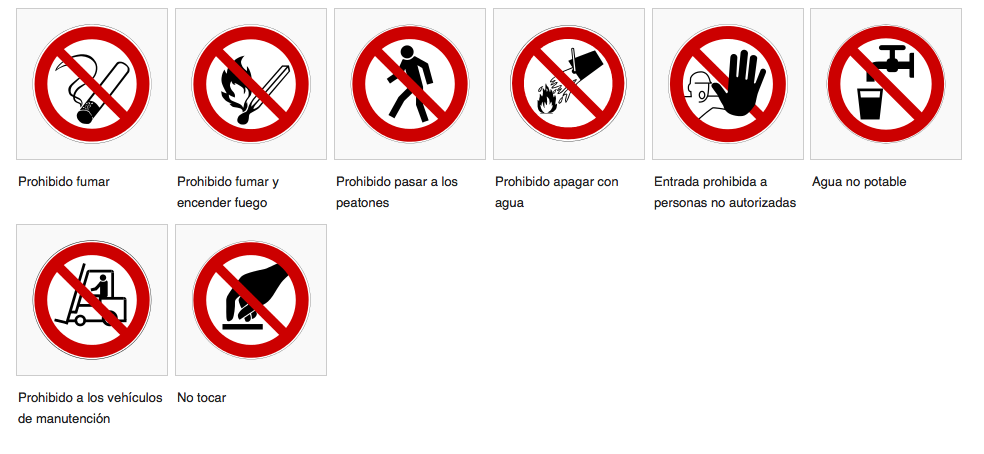 Prohibido fumar
Prohibido fumar y
encender fuego
Prohibido pasar a los
peatones
Prohibido apagar con
agua
Entrada prohibida a
personas no autorizadas
Agua no potable
Prohibido a los vehículos
de manutención
No tocar